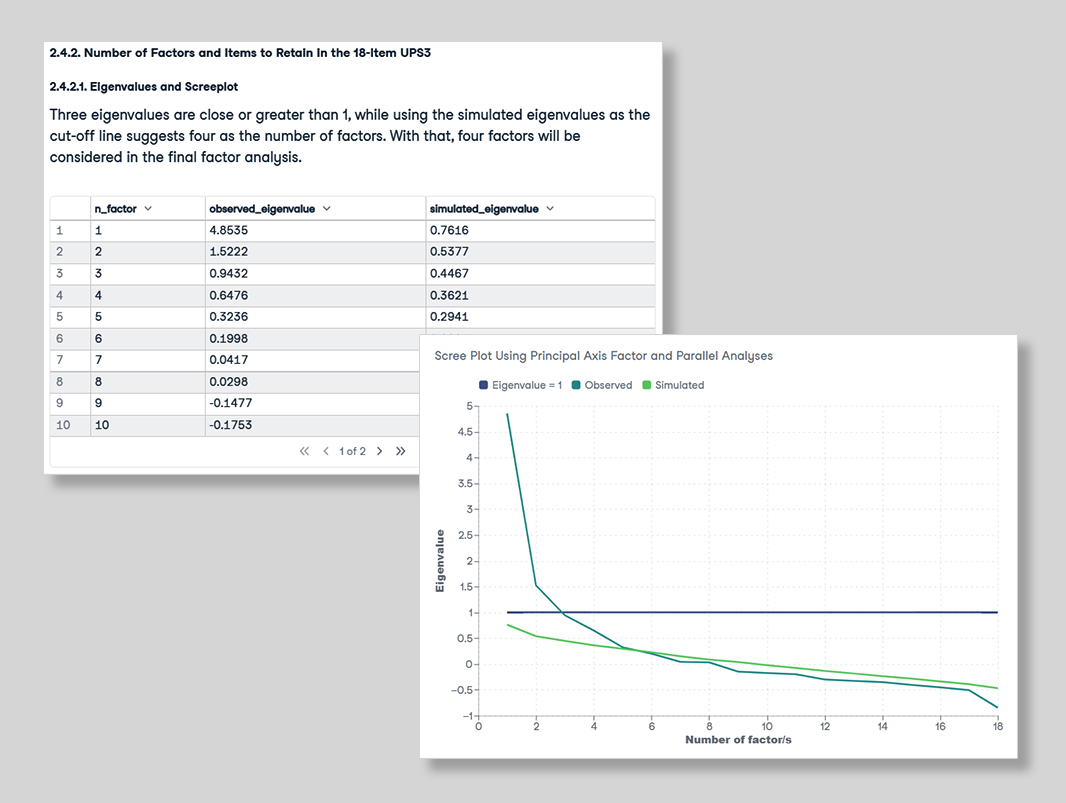 2.4.2. Number of Factors and Items to Retain in the 18-Item UPS3
2.4.2.1. Eigenvalues and Screeplot
Three eigenvalues are close or greater than 1, while using the simulated eigenvalues as the
cut-off line suggests four as the number of factors. With that, four factors will be
considered in the final factor analysis.
n_factor observed_eigenvalue simulated_eigenvalue
1 1 4.8535 0.7616
2 2 1.5222 0.5377
3 3 0.9432 0.4467
4 4 0.6476 0.3621
5 5 0.3236 0.2941
6 6 0.1998
7 7 0.0417
8 8 0.0298
9 9 -0.1477
10 10 -0.1753
1 of 2
Scree Plot Using Principal Axis Factor and Parallel Analyses
Eigenvalue = 1 Observed Simulated
5
4.5
4
3.5
3
2.5
2
1.5
1
0.5
0
−0.5
−1
Eigenvalue
0 2 4 6 8 10 12 14 16 18
Number of factor/s